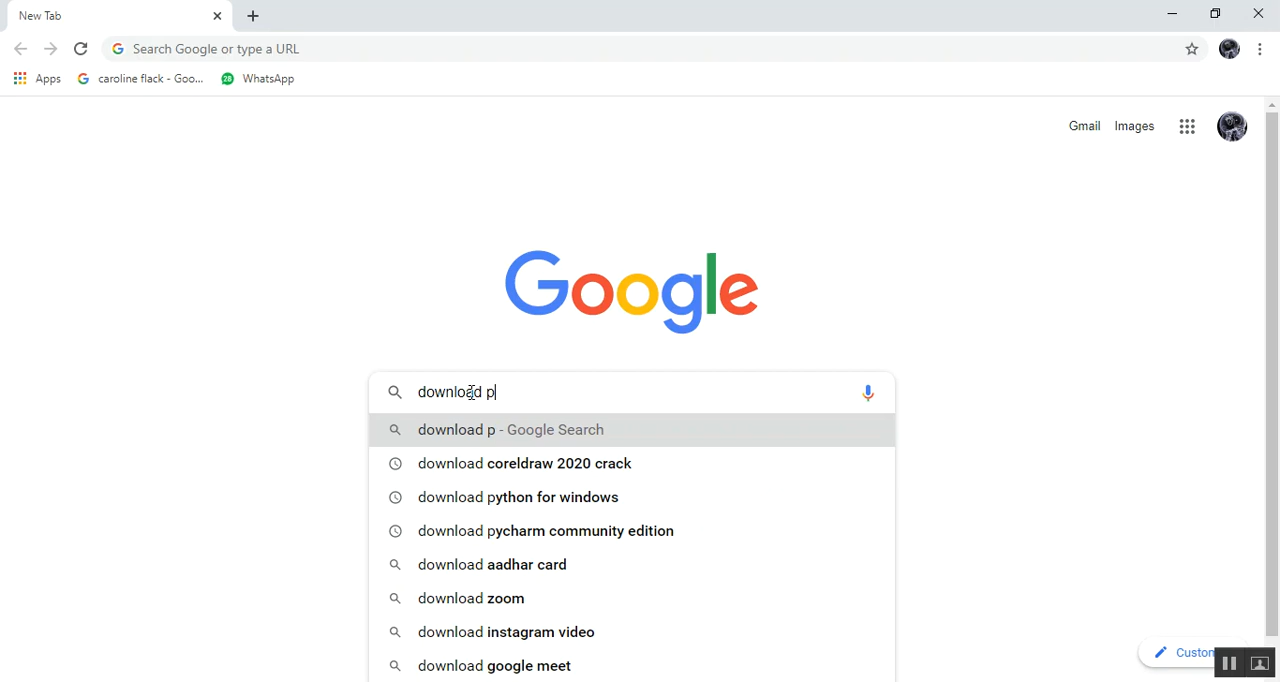 New Tab
Search Google or type a URL
Apps
caroline flack - Goo...
28
WhatsApp
Gmail
Images
Google
download p
download p - Google Search
download coreldraw 2020 crack
download python for windows
download pycharm community edition
download aadhar card
download zoom
download instagram video
download google meet
Custom